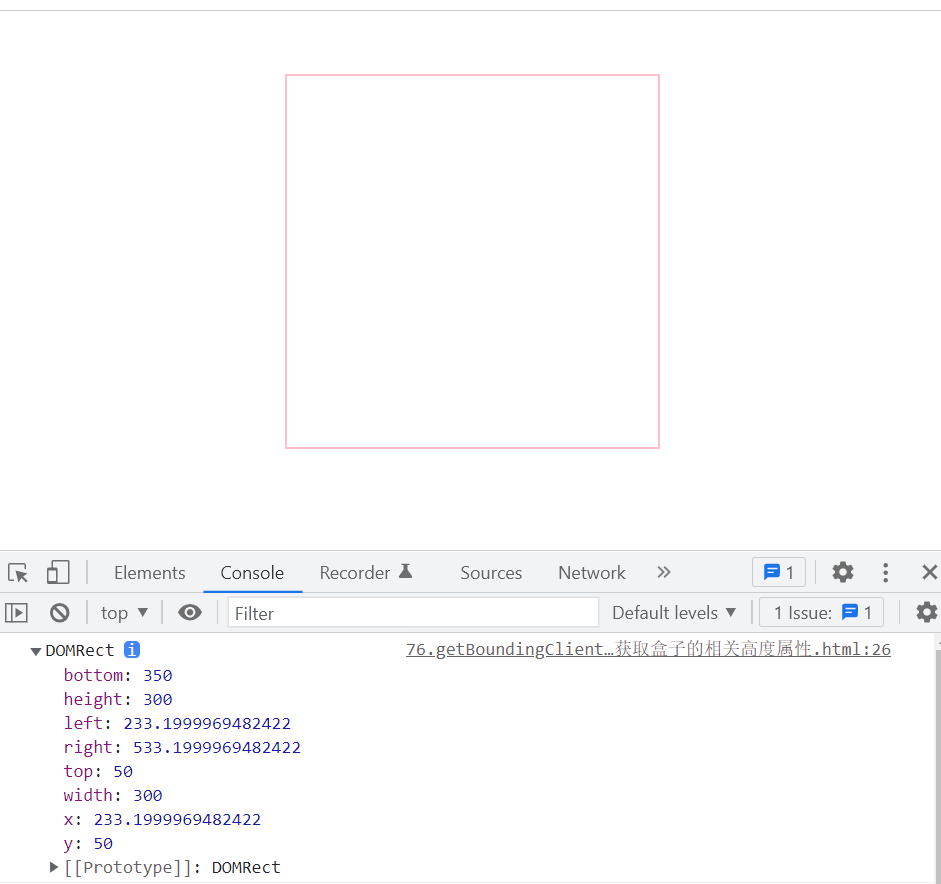 Elements Console Recorder Sources Network 1
top Filter Default levels 1 Issue: 1
DOMRect i 76.getBoundingClient…获取盒子的相关高度属性.html:26
bottom: 350
height: 300
left: 233.1999969482422
right: 533.1999969482422
top: 50
width: 300
x: 233.1999969482422
y: 50
[[Prototype]]: DOMRect